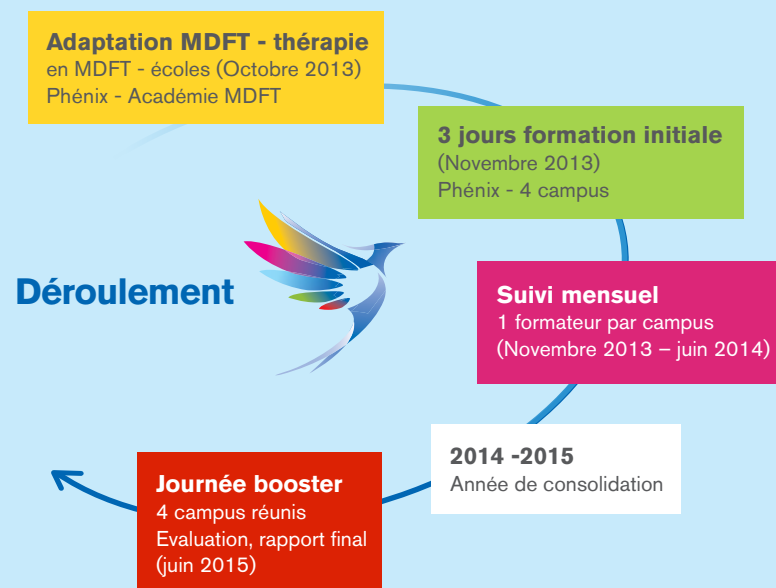 Adaptation MDFT - thérapie
en MDFT - écoles (Octobre 2013)
Phénix - Académie MDFT
3 jours formation initiale
(Novembre 2013)
Phénix - 4 campus
Déroulement
Suivi mensuel
1 formateur par campus
(Novembre 2013 – juin 2014)
2014 -2015
Année de consolidation
Journée booster
4 campus réunis
Evaluation, rapport final
(juin 2015)